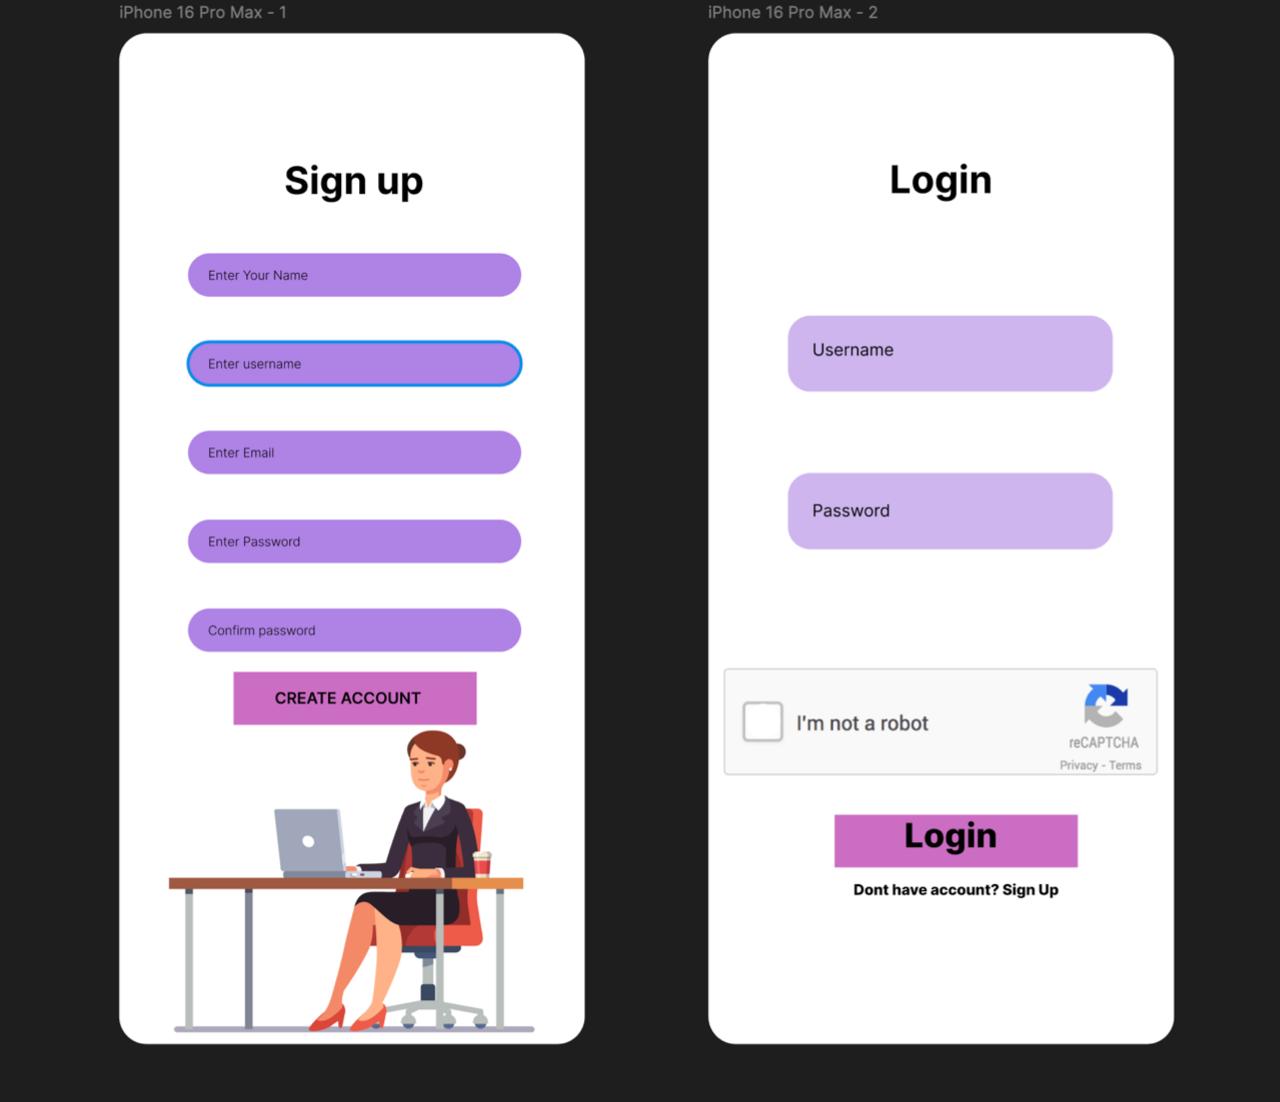 iPhone 16 Pro Max - 1
Sign up
Enter Your Name
Enter username
Enter Email
Enter Password
Confirm password
CREATE ACCOUNT
iPhone 16 Pro Max - 2
Login
Username
Password
I'm not a robot
reCAPTCHA
Privacy - Terms
Login
Dont have account? Sign Up